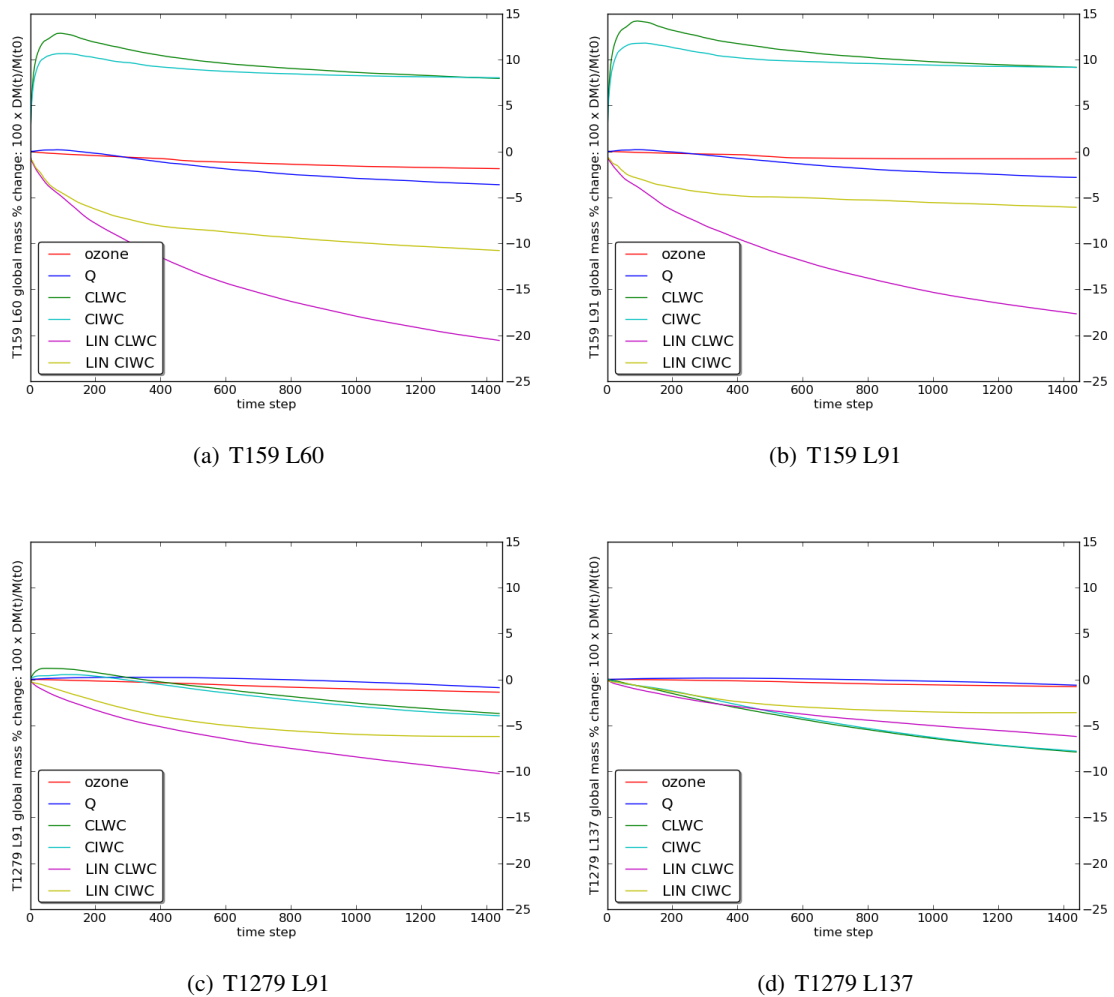 T159 L60 global mass % change: 100 x DM(t)/M(t0)
15
10
5
0
−5
−10
−15
−20
−25
ozone
Q
CLWC
CIWC
LIN CLWC
LIN CIWC
0 200 400 600 800 1000 1200 1400
time step
(a) T159 L60
T159 L91 global mass % change: 100 x DM(t)/M(t0)
15
10
5
0
−5
−10
−15
−20
−25
ozone
Q
CLWC
CIWC
LIN CLWC
LIN CIWC
0 200 400 600 800 1000 1200 1400
time step
(b) T159 L91
T1279 L91 global mass % change: 100 x DM(t)/M(t0)
15
10
5
0
−5
−10
−15
−20
−25
ozone
Q
CLWC
CIWC
LIN CLWC
LIN CIWC
0 200 400 600 800 1000 1200 1400
time step
(c) T1279 L91
T1279 L137 global mass % change: 100 x DM(t)/M(t0)
15
10
5
0
−5
−10
−15
−20
−25
ozone
Q
CLWC
CIWC
LIN CLWC
LIN CIWC
0 200 400 600 800 1000 1200 1400
time step
(d) T1279 L137